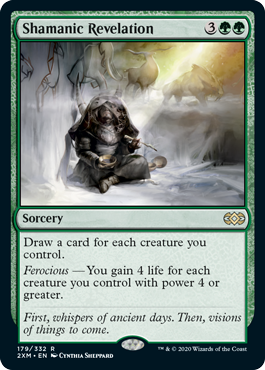 Shamanic Revelation 3
Sorcery
Draw a card for each creature you
control.
Ferocious — You gain 4 life for each
creature you control with power 4 or
greater.
First, whispers of ancient days. Then, visions
of things to come.
179/332 R
2XM • EN CYNTHIA SHEPPARD
™ & © 2020 Wizards of the Coast